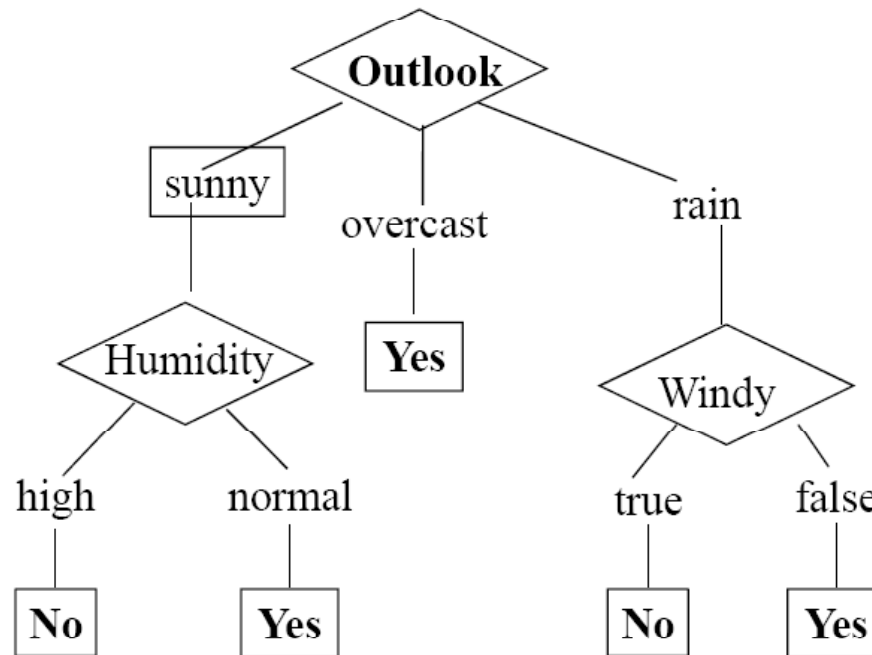 Outlook
sunny
overcast
rain
Humidity
Yes
Windy
high
normal
true
false
No
Yes
No
Yes